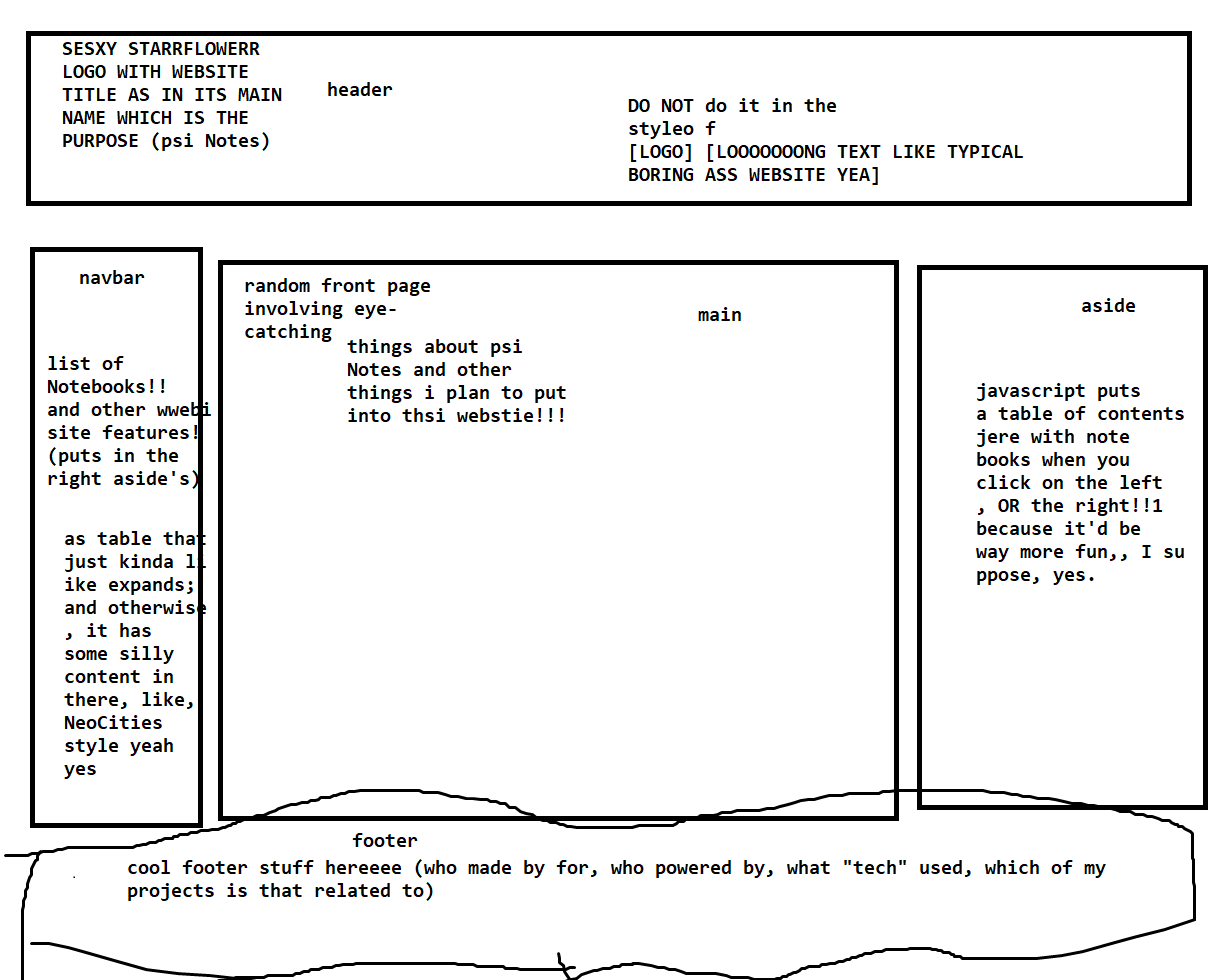 SESXY STARRFLOWERR
LOGO WITH WEBSITE
TITLE AS IN ITS MAIN
NAME WHICH IS THE
PURPOSE (psi Notes)
header
DO NOT do it in the
styleo f
[LOGO] [LOOOOOOONG TEXT LIKE TYPICAL
BORING ASS WEBSITE YEA]
navbar
list of
Notebooks!!
and other wwebi
site features!
(puts in the
right aside's)
as table that
just kinda li
ike expands;
and otherwise
, it has
some silly
content in
there, like,
NeoCities
style yeah
yes
random front page
involving eye-
catching
things about psi
Notes and other
things i plan to put
into thsi webstie!!!
main
aside
javascript puts
a table of contents
jere with note
books when you
click on the left
, OR the right!!1
because it'd be
way more fun,, I su
ppose, yes.
footer
cool footer stuff hereeee (who made by for, who powered by, what "tech" used, which of my
projects is that related to)